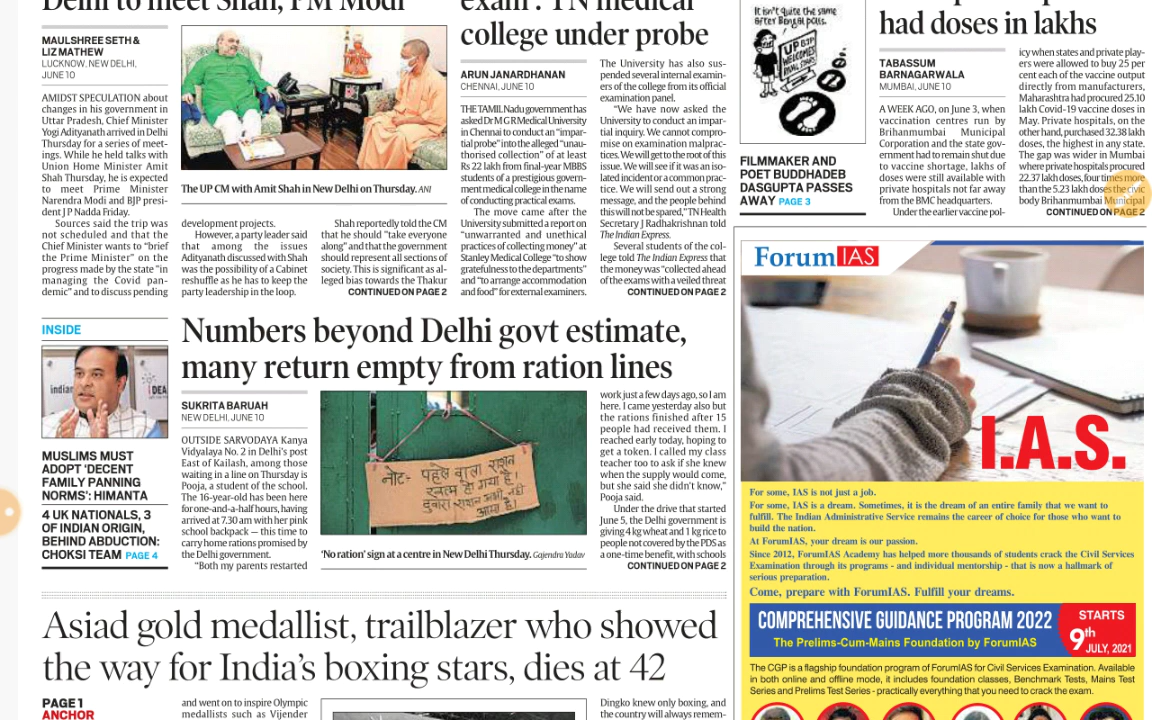 Delhi to meet Shah, PM Modi
MAULSHREE SETH &
LIZ MATHEW
LUCKNOW, NEW DELHI,
JUNE 10
AMIDST SPECULATION about
changes in his government in
Uttar Pradesh, Chief Minister
Yogi Adityanath arrived in Delhi
Thursday for a series of meet-
ings. While he held talks with
Union Home Minister Amit
Shah Thursday, he is expected
to meet Prime Minister
Narendra Modi and BJP presi-
dent J P Nadda Friday.
Sources said the trip was
not scheduled and that the
Chief Minister wants to "brief
the Prime Minister" on the
progress made by the state "in
managing the Covid pan-
demic" and to discuss pending
The UP CM with Amit Shah in New Delhi on Thursday. ANI
development projects.
However, a party leader said
that among the issues
Adityanath discussed with Shah
was the possibility of a Cabinet
reshuffle as he has to keep the
party leadership in the loop.
Shah reportedly told the CM
that he should "take everyone
along" and that the government
should represent all sections of
society. This is significant as al-
leged bias towards the Thakur
CONTINUED ON PAGE 2
exam': TN medical
college under probe
ARUN JANARDHANAN
CHENNAI, JUNE 10
THE TAMIL Nadu government has
asked Dr M G R Medical University
in Chennai to conduct an "impar-
tial probe" into the alleged "unau-
thorised collection" of at least
Rs 22 lakh from final-year MBBS
students of a prestigious govern-
ment medical college in the name
of conducting practical exams.
The move came after the
University submitted a report on
"unwarranted and unethical
practices of collecting money" at
Stanley Medical College "to show
gratefulness to the departments"
and "to arrange accommodation
and food" for external examiners.
The University has also sus-
pended several internal examin-
ers of the college from its official
examination panel.
"We have now asked the
University to conduct an impar-
tial inquiry. We cannot compro-
mise on examination malprac-
tices. We will get to the root of this
issue. We will see if it was an iso-
lated incident or a common prac-
tice. We will send out a strong
message, and the people behind
this will not be spared," TN Health
Secretary J Radhakrishnan told
The Indian Express.
Several students of the col-
lege told The Indian Express that
the money was "collected ahead
of the exams with a veiled threat
CONTINUED ON PAGE 2
It isn't quite the same
after Bengal polls.
UP BJP
WELCOMES
FILMMAKER AND
POET BUDDHADEB
DASGUPTA PASSES
AWAY PAGE 3
had doses in lakhs
TABASSUM
BARNAGARWALA
MUMBAI, JUNE 10
A WEEK AGO, on June 3, when
vaccination centres run by
Brihanmumbai Municipal
Corporation and the state gov-
ernment had to remain shut due
to vaccine shortage, lakhs of
doses were still available with
private hospitals not far away
from the BMC headquarters.
Under the earlier vaccine pol-
icy when states and private play-
ers were allowed to buy 25 per
cent each of the vaccine output
directly from manufacturers,
Maharashtra had procured 25.10
lakh Covid-19 vaccine doses in
May. Private hospitals, on the
other hand, purchased 32.38 lakh
doses, the highest in any state.
The gap was wider in Mumbai
where private hospitals procured
22.37 lakh doses, four times more
than the 5.23 lakh doses the civic
body Brihanmumbai Municipal
CONTINUED ON PAGE 2
INSIDE
indian
IDEA
MUSLIMS MUST
ADOPT 'DECENT
FAMILY PANNING
NORMS': HIMANTA
4 UK NATIONALS, 3
OF INDIAN ORIGIN,
BEHIND ABDUCTION:
CHOKSI TEAM PAGE 4
Numbers beyond Delhi govt estimate,
many return empty from ration lines
SUKRITA BARUAH
NEW DELHI, JUNE 10
OUTSIDE SARVODAYA Kanya
Vidyalaya No. 2 in Delhi's post
East of Kailash, among those
waiting in a line on Thursday is
Pooja, a student of the school.
The 16-year-old has been here
for one-and-a-half hours, having
arrived at 7.30 am with her pink
school backpack — this time to
carry home rations promised by
the Delhi government.
"Both my parents restarted
नोट:- पहले वाला राशन
खत्म हो गया है।
दुबारा राशन अभी नही
आया है।
'No ration' sign at a centre in New Delhi Thursday. Gajendra Yadav
work just a few days ago, so I am
here. I came yesterday also but
the rations finished after 15
people had received them. I
reached early today, hoping to
get a token. I called my class
teacher too to ask if she knew
when the supply would come,
but she said she didn't know,"
Pooja said.
Under the drive that started
June 5, the Delhi government is
giving 4 kg wheat and 1 kg rice to
people not covered by the PDS as
a one-time benefit, with schools
CONTINUED ON PAGE 2
Asiad gold medallist, trailblazer who showed
the way for India's boxing stars, dies at 42
PAGE 1
ANCHOR
and went on to inspire Olympic
medallists such as Vijender
Dingko knew only boxing, and
the country will always remem-
ForumIAS
I.A.S.
For some, IAS is not just a job.
For some, IAS is a dream. Sometimes, it is the dream of an entire family that we want to
fulfill. The Indian Administrative Service remains the career of choice for those who want to
build the nation.
At ForumIAS, your dream is our passion.
Since 2012, ForumIAS Academy has helped more thousands of students crack the Civil Services
Examination through its programs - and individual mentorship - that is now a hallmark of
serious preparation.
Come, prepare with ForumIAS. Fulfill your dreams.
COMPREHENSIVE GUIDANCE PROGRAM 2022
The Prelims-Cum-Mains Foundation by ForumIAS
STARTS
9th
JULY, 2021
The CGP is a flagship foundation program of ForumIAS for Civil Services Examination. Available
in both online and offline mode, it includes foundation classes, Benchmark Tests, Mains Test
Series and Prelims Test Series - practically everything that you need to crack the exam.